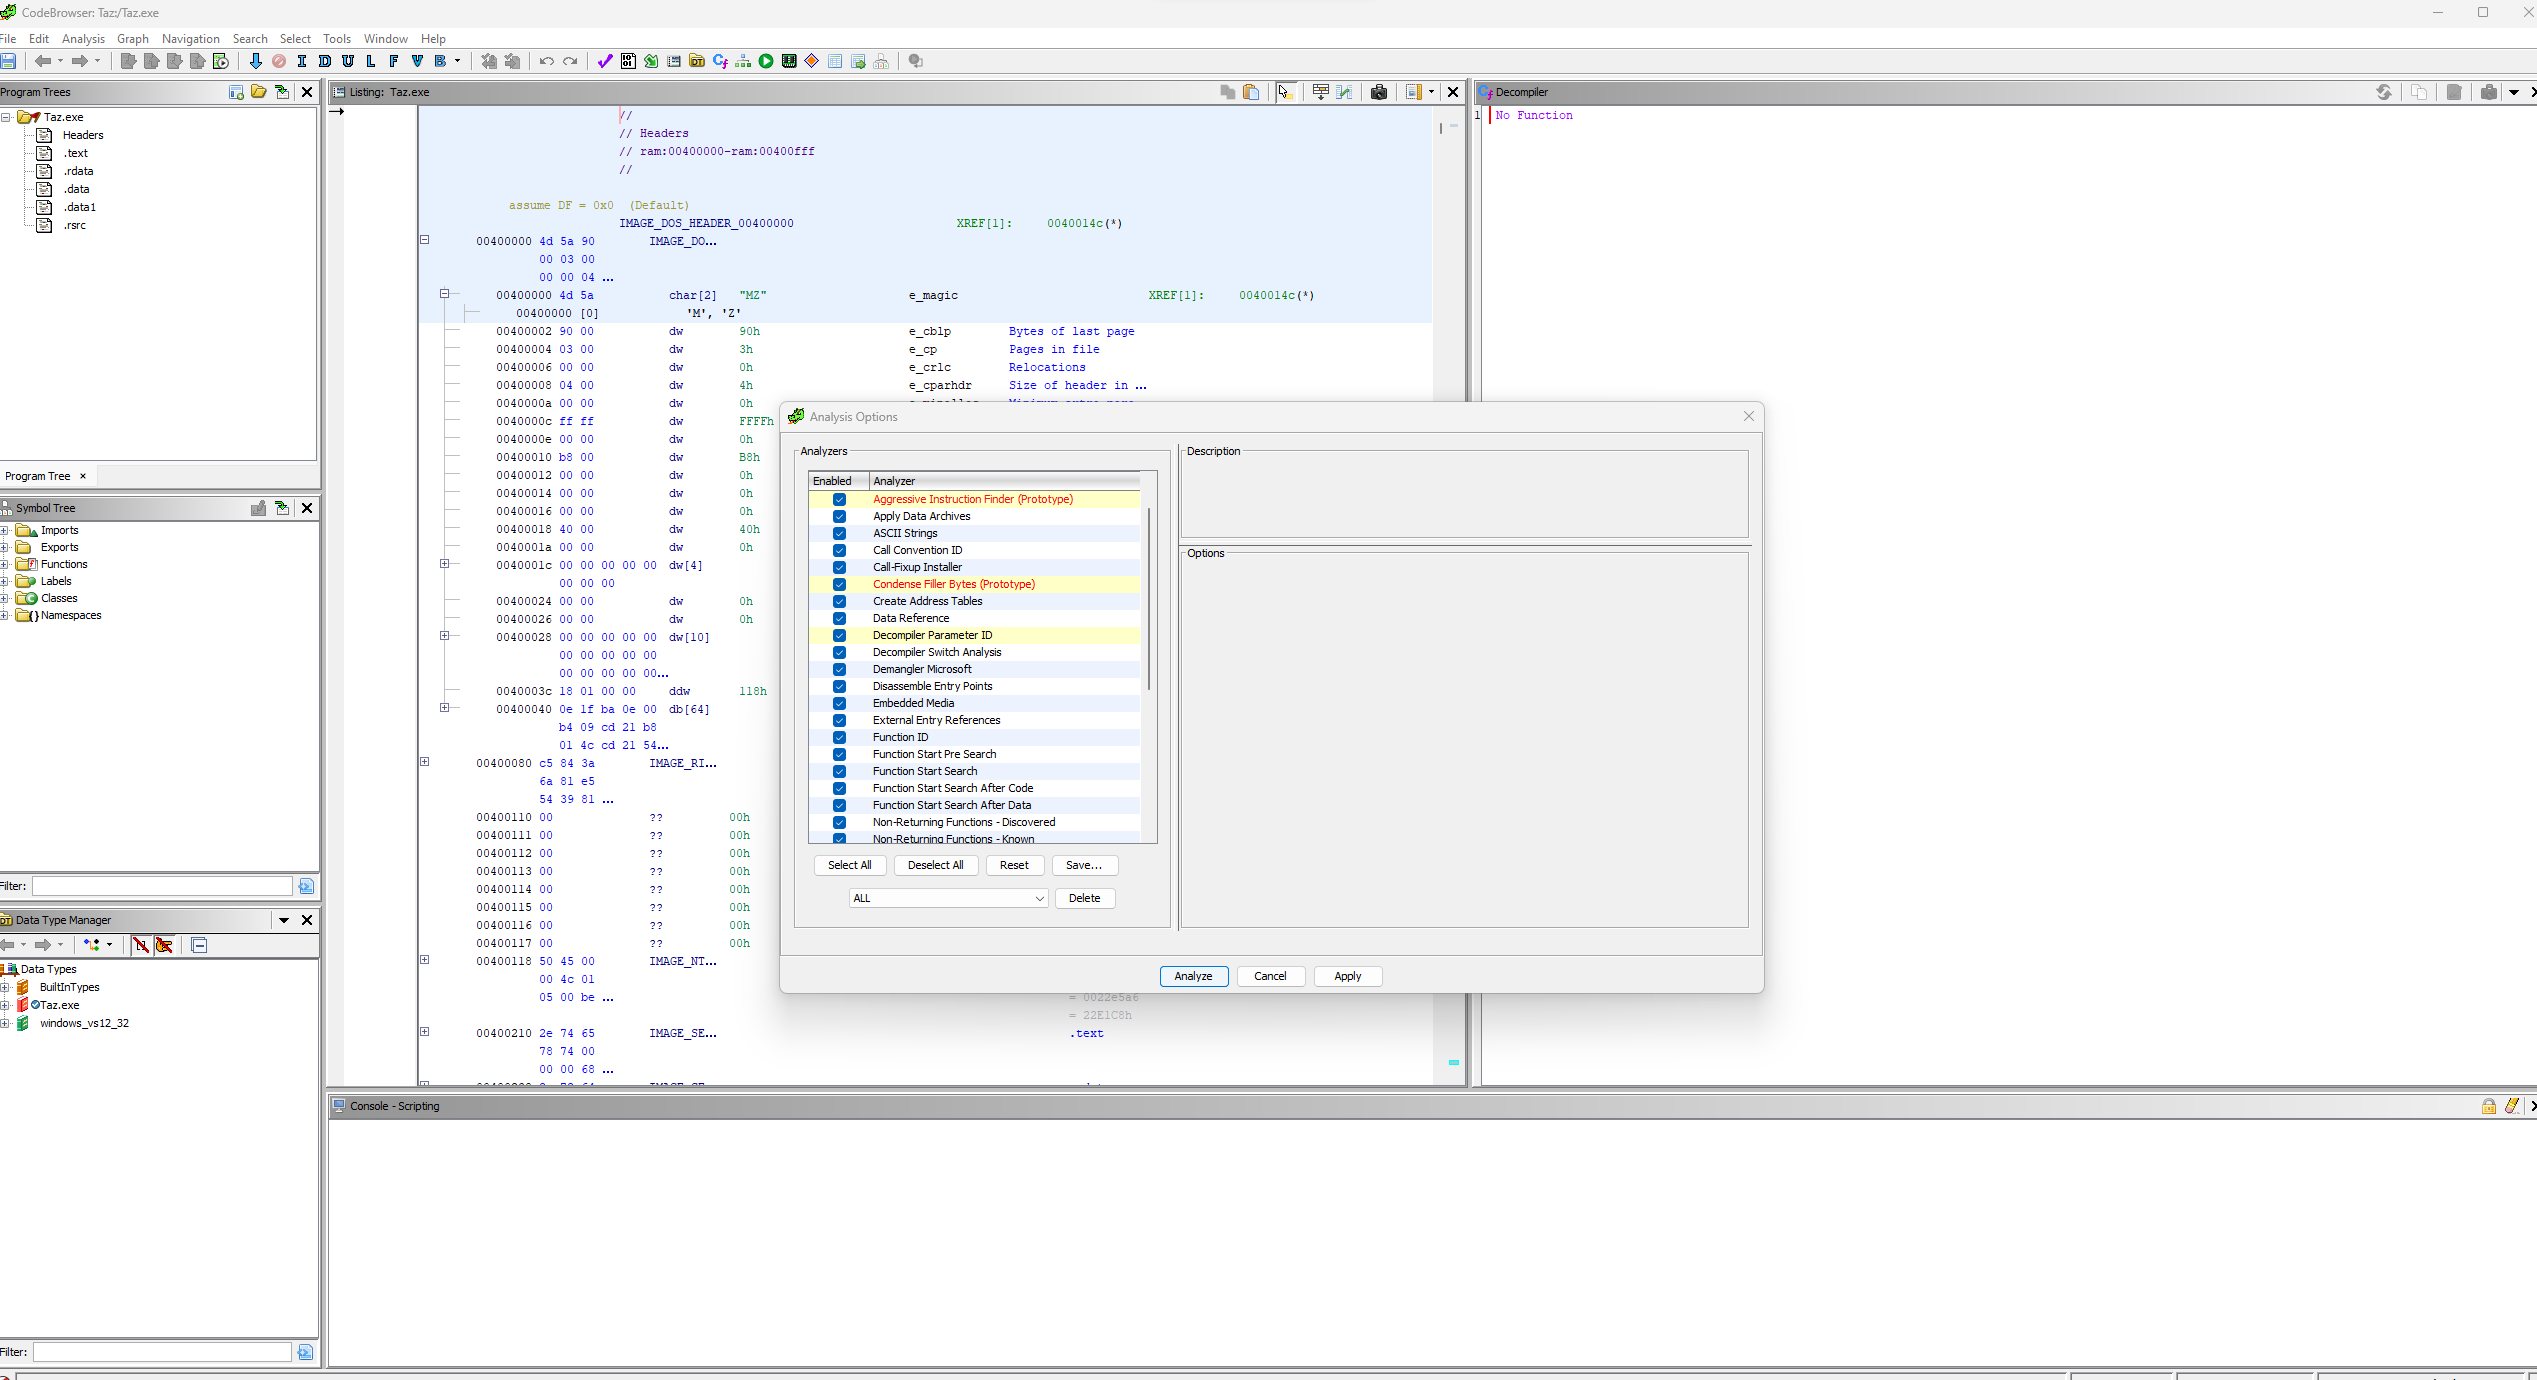 CodeBrowser: Taz:/Taz.exe
File Edit Analysis Graph Navigation Search Select Tools Window Help
I D U L F V B
Program Trees
Taz.exe
Headers
.text
.rdata
.data
.data1
.rsrc
Program Tree ×
Symbol Tree
Imports
Exports
Functions
Labels
Classes
Namespaces
Filter:
Data Type Manager
Data Types
BuiltInTypes
Taz.exe
windows_vs12_32
Filter:
Listing: Taz.exe
//
// Headers
// ram:00400000-ram:00400fff
//
assume DF = 0x0 (Default)
IMAGE_DOS_HEADER_00400000 XREF[1]: 0040014c(*)
00400000 4d 5a 90 IMAGE_DO...
00 03 00
00 00 04 ...
00400000 4d 5a char[2] "MZ" e_magic XREF[1]: 0040014c(*)
00400000 [0] 'M', 'Z'
00400002 90 00 dw 90h e_cblp Bytes of last page
00400004 03 00 dw 3h e_cp Pages in file
00400006 00 00 dw 0h e_crlc Relocations
00400008 04 00 dw 4h e_cparhdr Size of header in ...
0040000a 00 00 dw 0h
0040000c ff ff dw FFFFh
0040000e 00 00 dw 0h
00400010 b8 00 dw B8h
00400012 00 00 dw 0h
00400014 00 00 dw 0h
00400016 00 00 dw 0h
00400018 40 00 dw 40h
0040001a 00 00 dw 0h
0040001c 00 00 00 00 00 dw[4]
00 00 00
00400024 00 00 dw 0h
00400026 00 00 dw 0h
00400028 00 00 00 00 00 dw[10]
00 00 00 00 00
00 00 00 00 00...
0040003c 18 01 00 00 ddw 118h
00400040 0e 1f ba 0e 00 db[64]
b4 09 cd 21 b8
01 4c cd 21 54...
00400080 c5 84 3a IMAGE_RI...
6a 81 e5
54 39 81 ...
00400110 00 ?? 00h
00400111 00 ?? 00h
00400112 00 ?? 00h
00400113 00 ?? 00h
00400114 00 ?? 00h
00400115 00 ?? 00h
00400116 00 ?? 00h
00400117 00 ?? 00h
00400118 50 45 00 IMAGE_NT...
00 4c 01
05 00 be ... = 0022e5a6
= 22E1C8h
00400210 2e 74 65 IMAGE_SE... .text
78 74 00
00 00 68 ...
Analysis Options
Analyzers
Enabled Analyzer
Aggressive Instruction Finder (Prototype)
Apply Data Archives
ASCII Strings
Call Convention ID
Call-Fixup Installer
Condense Filler Bytes (Prototype)
Create Address Tables
Data Reference
Decompiler Parameter ID
Decompiler Switch Analysis
Demangler Microsoft
Disassemble Entry Points
Embedded Media
External Entry References
Function ID
Function Start Pre Search
Function Start Search
Function Start Search After Code
Function Start Search After Data
Non-Returning Functions - Discovered
Non-Returning Functions - Known
Select All Deselect All Reset Save...
ALL Delete
Description
Options
Analyze Cancel Apply
Decompiler
1 No Function
Console - Scripting